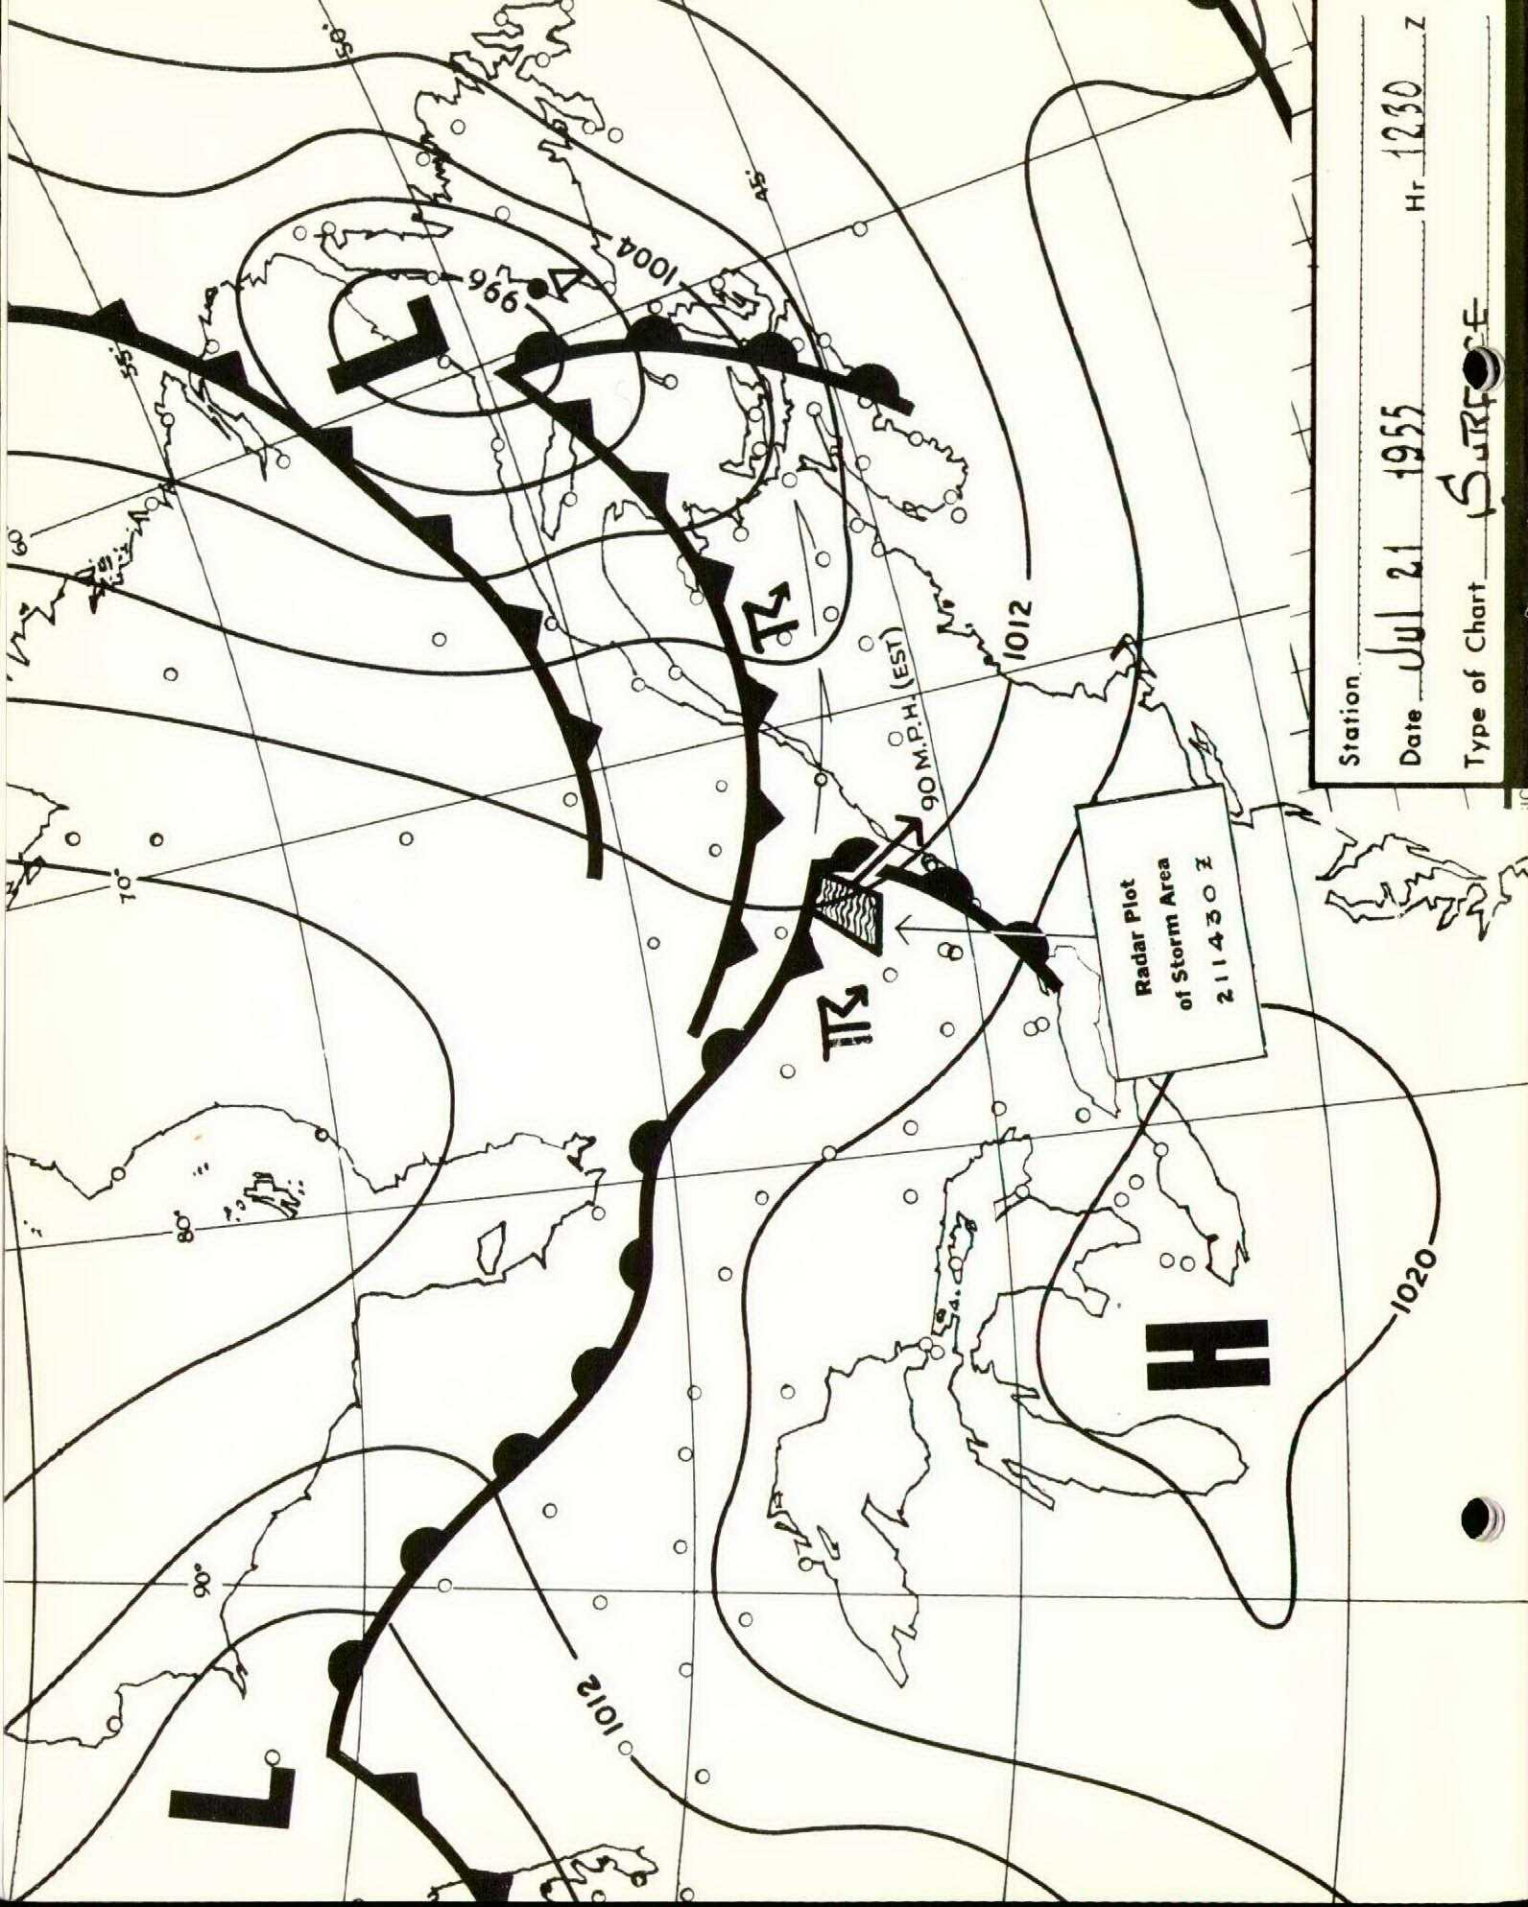 50°
45°
55°
60
70°
80°
90°
L
996
1004
1012
90 M.P.H. (EST)
Radar Plot
of Storm Area
211430 Z
1020
H
1012
L
Station
Date Jul 21 1955 Hr 1230 Z
Type of Chart